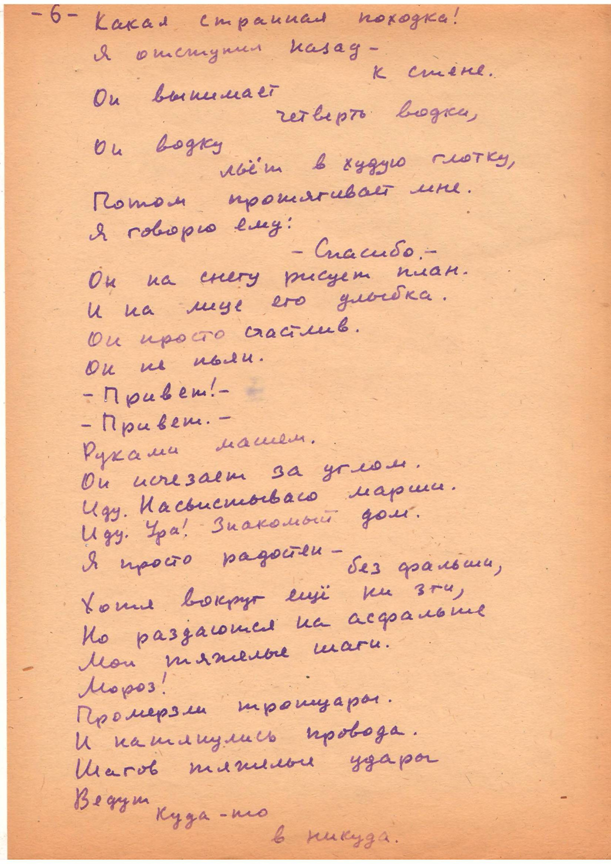 -6- Какая странная походка!
Я отступил назад -
к стене.
Он вынимает
четверть водки,
Он водку
льёт в худую глотку,
Потом протягивает мне.
Я говорю ему:
- Спасибо. -
Он на снегу рисует план.
И на лице его улыбка.
Он просто счастлив.
Он не пьян.
- Привет! -
- Привет. -
Руками машем.
Он исчезает за углом.
Иду. Насвистываю марши.
Иду. Ура! Знакомый дом.
Я просто радостен -
без фальши,
Хотя вокруг ещё ни зги,
Но раздаются на асфальте
Мои тяжелые шаги.
Мороз!
Промерзли тротуары.
И натянулись провода.
Шагов тяжелые удары
Ведут
куда-то
в никуда.